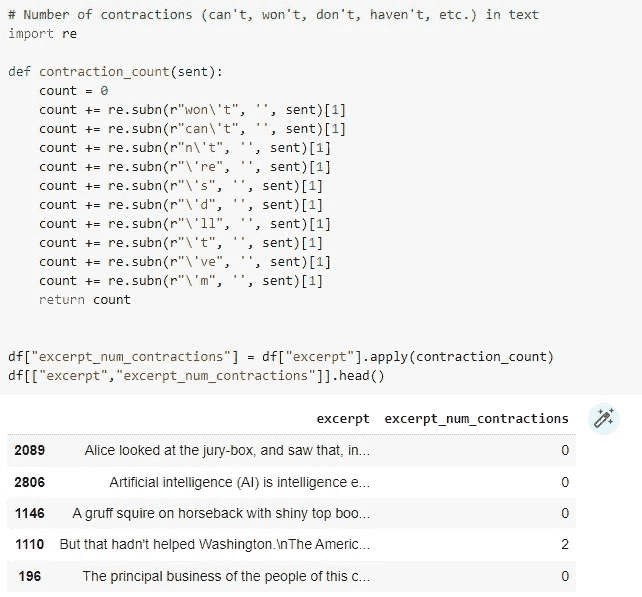 # Number of contractions (can't, won't, don't, haven't, etc.) in text
import re
def contraction_count(sent):
    count = 0
    count += re.subn(r"won\'t", '', sent)[1]
    count += re.subn(r"can\'t", '', sent)[1]
    count += re.subn(r"n\'t", '', sent)[1]
    count += re.subn(r"\'re", '', sent)[1]
    count += re.subn(r"\'s", '', sent)[1]
    count += re.subn(r"\'d", '', sent)[1]
    count += re.subn(r"\'ll", '', sent)[1]
    count += re.subn(r"\'t", '', sent)[1]
    count += re.subn(r"\'ve", '', sent)[1]
    count += re.subn(r"\'m", '', sent)[1]
    return count
df["excerpt_num_contractions"] = df["excerpt"].apply(contraction_count)
df[["excerpt","excerpt_num_contractions"]].head()
excerpt excerpt_num_contractions
2089 Alice looked at the jury-box, and saw that, in... 0
2806 Artificial intelligence (AI) is intelligence e... 0
1146 A gruff squire on horseback with shiny top boo... 0
1110 But that hadn't helped Washington.\nThe Americ... 2
196 The principal business of the people of this c... 0